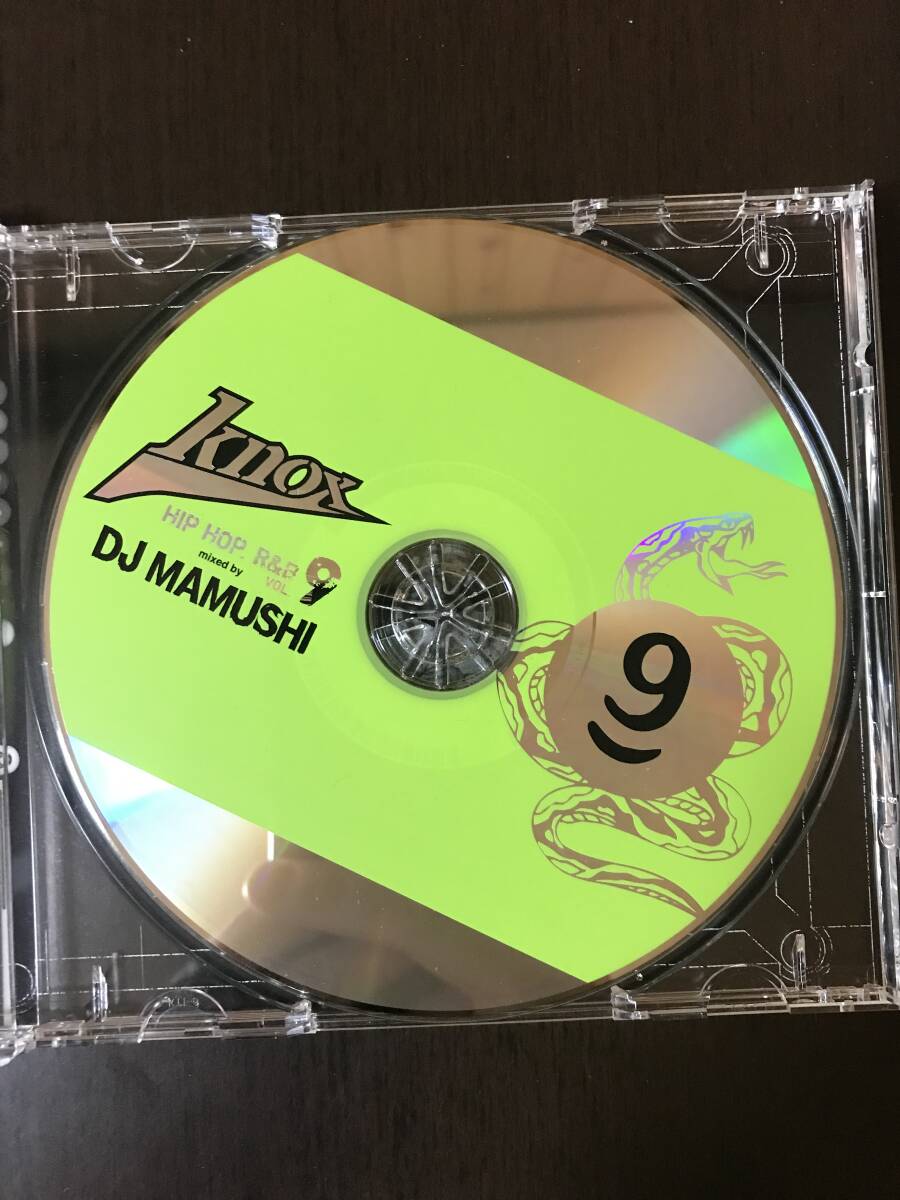 knox
HIP HOP, R&B
VOL. 9
mixed by
DJ MAMUSHI
9